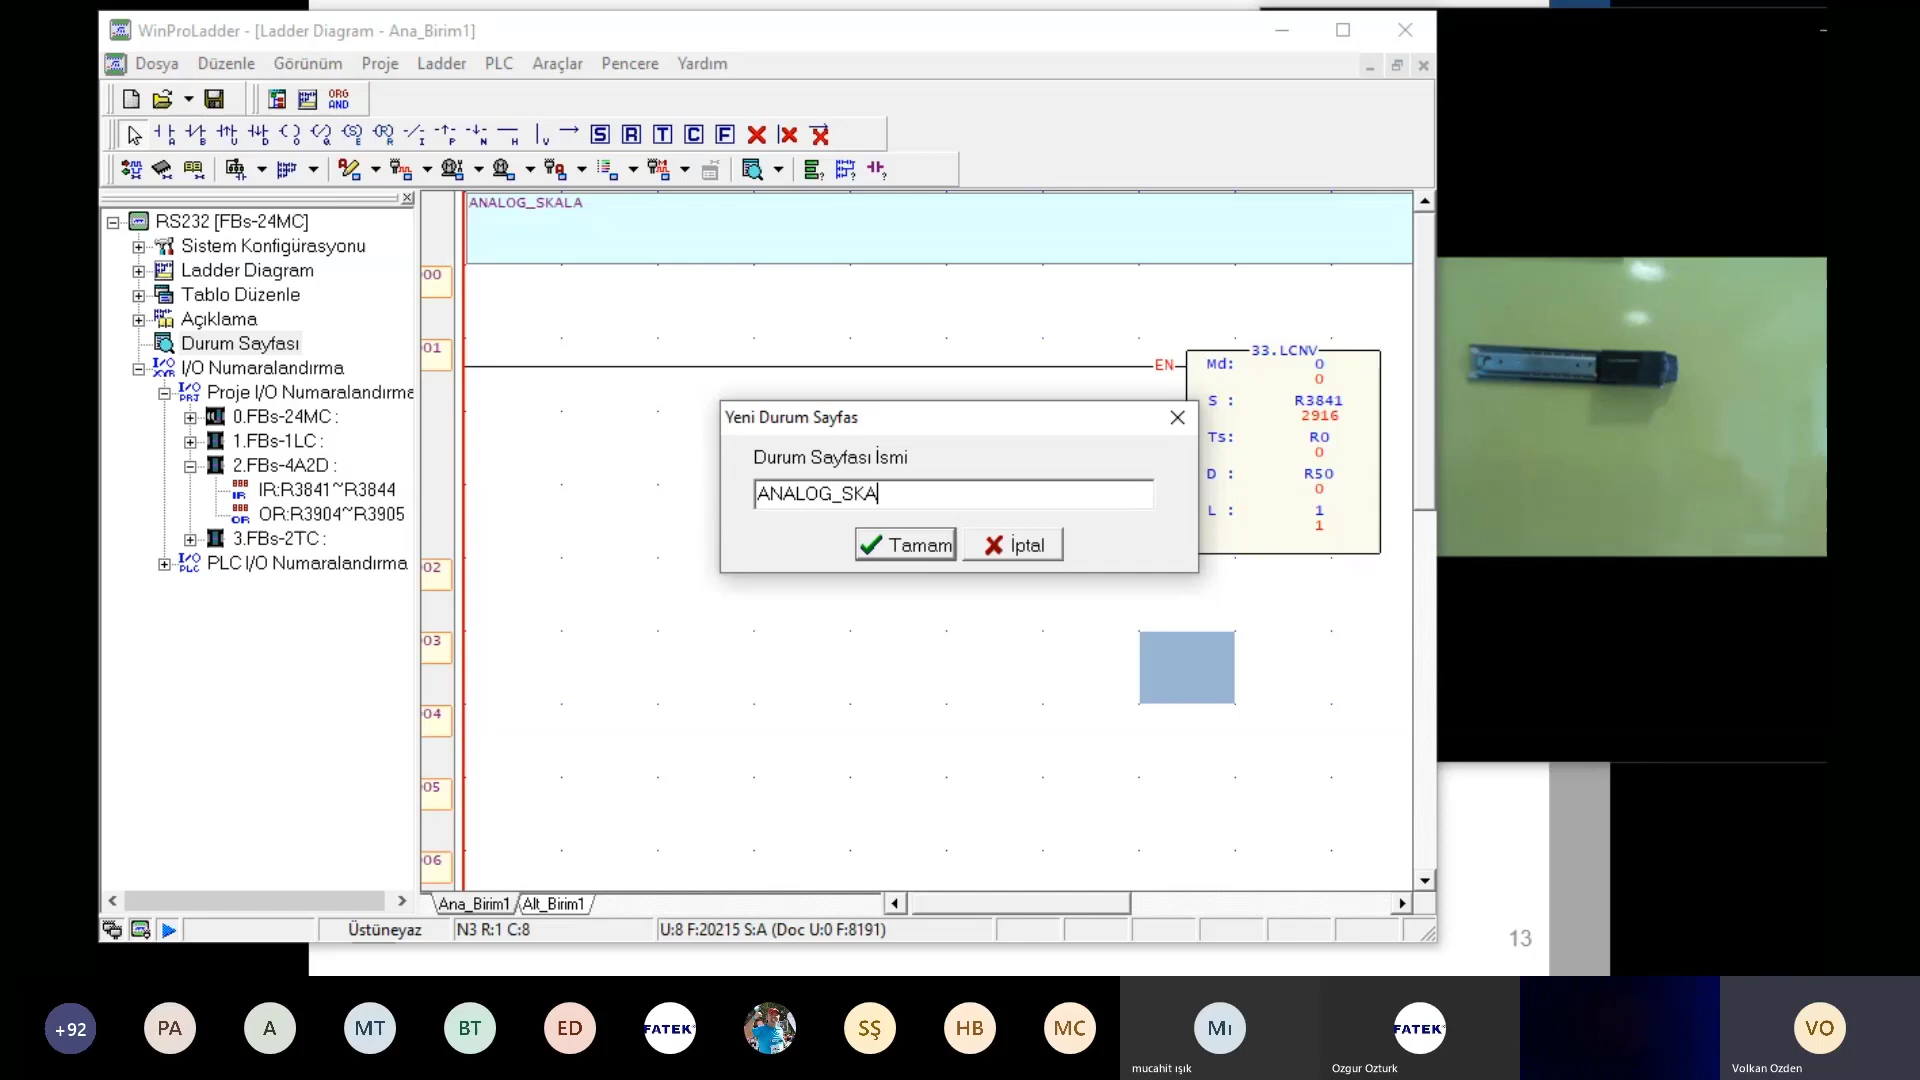 WinProLadder - [Ladder Diagram - Ana_Birim1]
Dosya Düzenle Görünüm Proje Ladder PLC Araçlar Pencere Yardım
ORG
AND
A B U D O Q S R I P N H V S R T C F
RS232 [FBs-24MC]
Sistem Konfigürasyonu
Ladder Diagram
Tablo Düzenle
Açıklama
Durum Sayfası
I/O Numaralandırma
Proje I/O Numaralandırma
0.FBs-24MC :
1.FBs-1LC :
2.FBs-4A2D :
IR:R3841~R3844
OR:R3904~R3905
3.FBs-2TC :
PLC I/O Numaralandırma
ANALOG_SKALA
00
01
02
03
04
05
06
EN
33.LCNV
Md: 0
0
S : R3841
2916
Ts: R0
0
D : R50
0
L : 1
1
Yeni Durum Sayfas
Durum Sayfası İsmi
ANALOG_SKA
Tamam İptal
Ana_Birim1 Alt_Birim1
Üstüneyaz N3 R:1 C:8 U:8 F:20215 S:A (Doc U:0 F:8191)
13
+92 PA A MT BT ED FATEK SŞ HB MC Mı FATEK VO
mucahit ışık Ozgur Ozturk Volkan Ozden